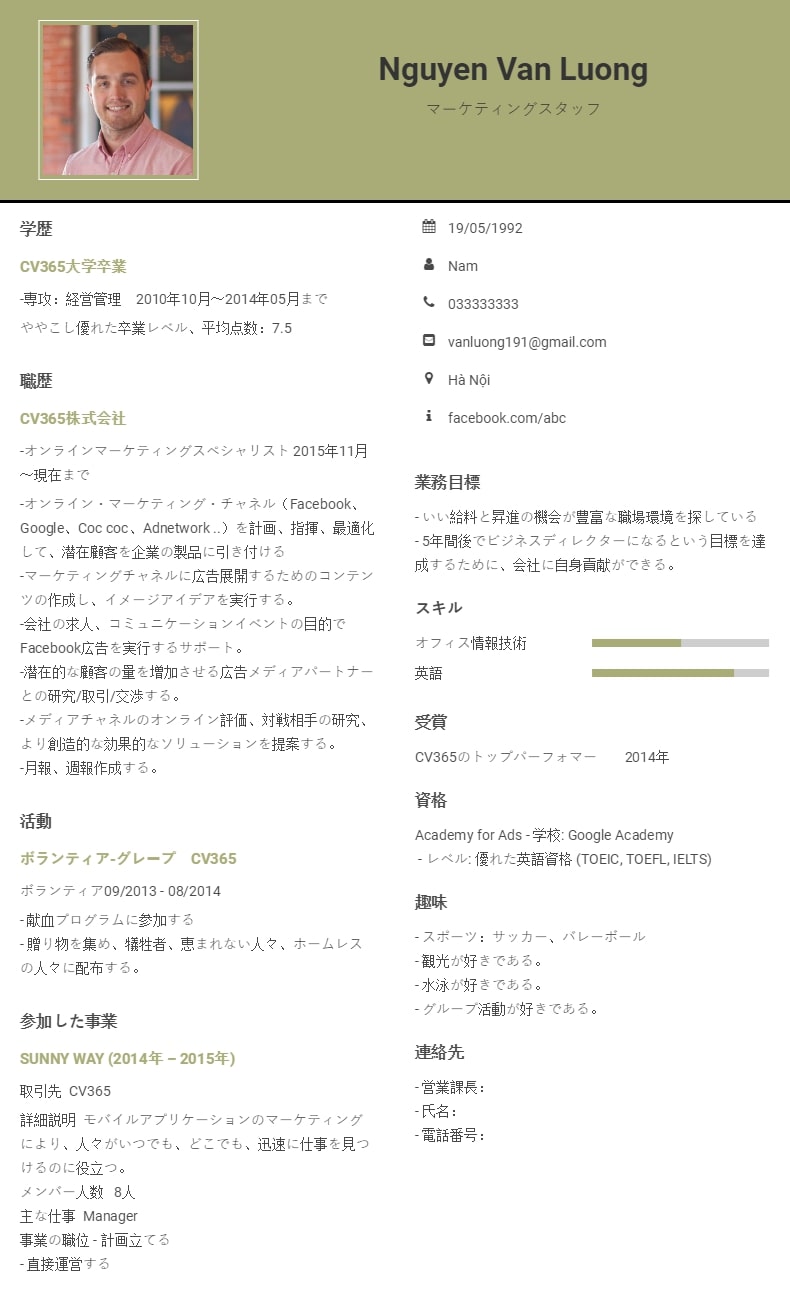 Nguyen Van Luong
マーケティングスタッフ
学歴
CV365大学卒業
-専攻：経営管理　2010年10月～2014年05月まで
ややこし優れた卒業レベル、平均点数：7.5
職歴
CV365株式会社
-オンラインマーケティングスペシャリスト 2015年11月
～現在まで
-オンライン・マーケティング・チャネル（Facebook、
Google、Coc coc、Adnetwork ..）を計画、指揮、最適化
して、潜在顧客を企業の製品に引き付ける
-マーケティングチャネルに広告展開するためのコンテン
ツの作成し、イメージアイデアを実行する。
-会社の求人、コミュニケーションイベントの目的で
Facebook広告を実行するサポート。
-潜在的な顧客の量を増加させる広告メディアパートナー
との研究/取引/交渉する。
-メディアチャネルのオンライン評価、対戦相手の研究、
より創造的な効果的なソリューションを提案する。
-月報、週報作成する。
活動
ボランティア-グレープ　CV365
ボランティア09/2013 - 08/2014
- 献血プログラムに参加する
- 贈り物を集め、犠牲者、恵まれない人々、ホームレス
の人々に配布する。
参加した事業
SUNNY WAY (2014年 – 2015年)
取引先  CV365
詳細説明  モバイルアプリケーションのマーケティング
により、人々がいつでも、どこでも、迅速に仕事を見つ
けるのに役立つ。
メンバー人数   8人
主な仕事  Manager
事業の職位 - 計画立てる
- 直接運営する
19/05/1992
Nam
033333333
vanluong191@gmail.com
Hà Nội
facebook.com/abc
業務目標
- いい給料と昇進の機会が豊富な職場環境を探している
- 5年間後でビジネスディレクターになるという目標を達
成するために、会社に自身貢献ができる。
スキル
オフィス情報技術
英語
受賞
CV365のトップパーフォマー　　2014年
資格
Academy for Ads - 学校: Google Academy
- レベル: 優れた英語資格 (TOEIC, TOEFL, IELTS)
趣味
- スポーツ：サッカー、バレーボール
- 観光が好きである。
- 水泳が好きである。
- グループ活動が好きである。
連絡先
- 営業課長：
- 氏名：
- 電話番号：